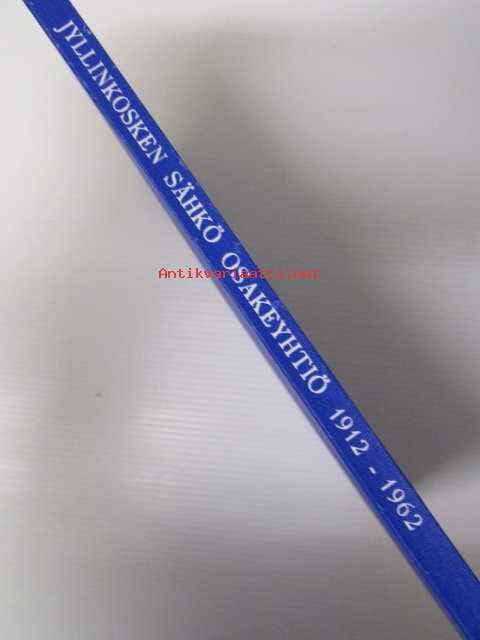 JYLLINKOSKEN SÄHKÖ OSAKEYHTIÖ 1912 - 1962
Antikvariaatti.net